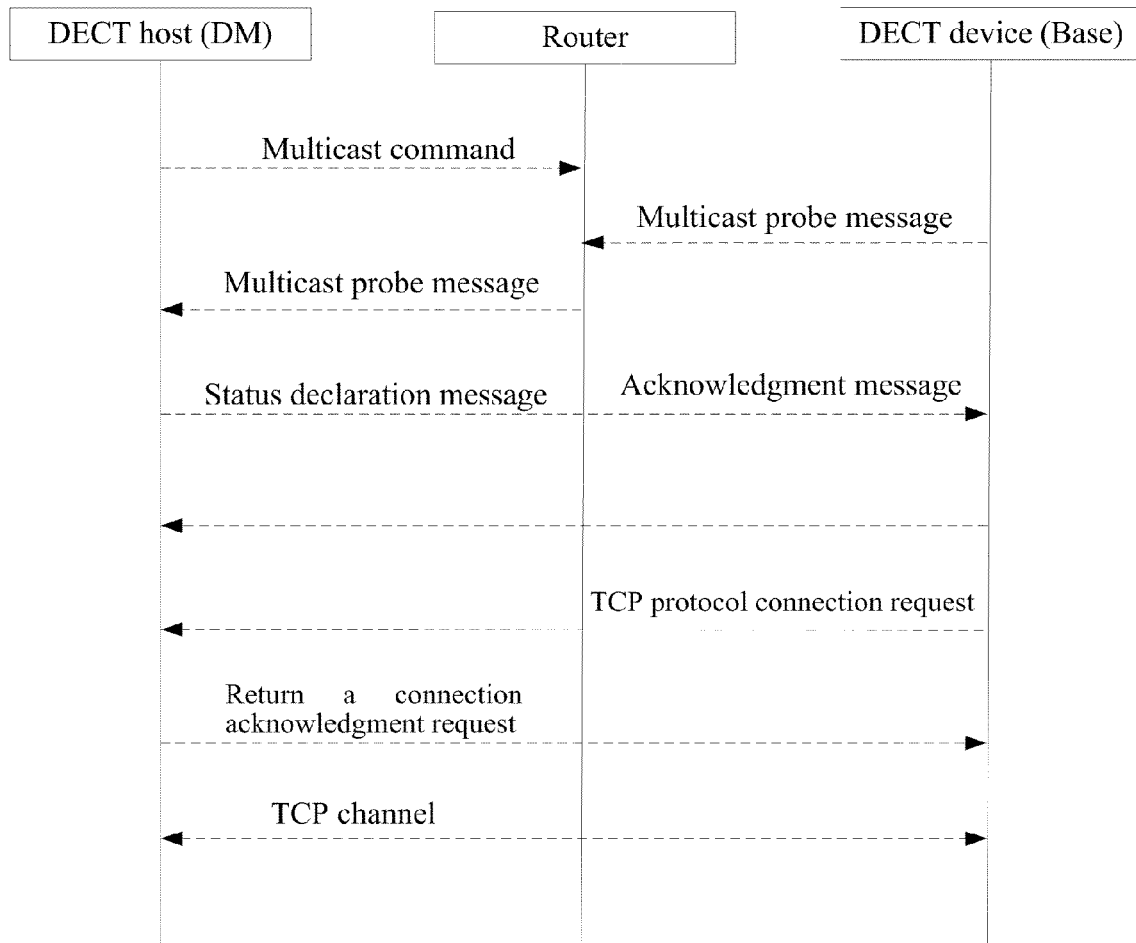 DECT host (DM)
Router
DECT device (Base)
Multicast command
Multicast probe message
Multicast probe message
Status declaration message
Acknowledgment message
TCP protocol connection request
Return a connection
acknowledgment request
TCP channel